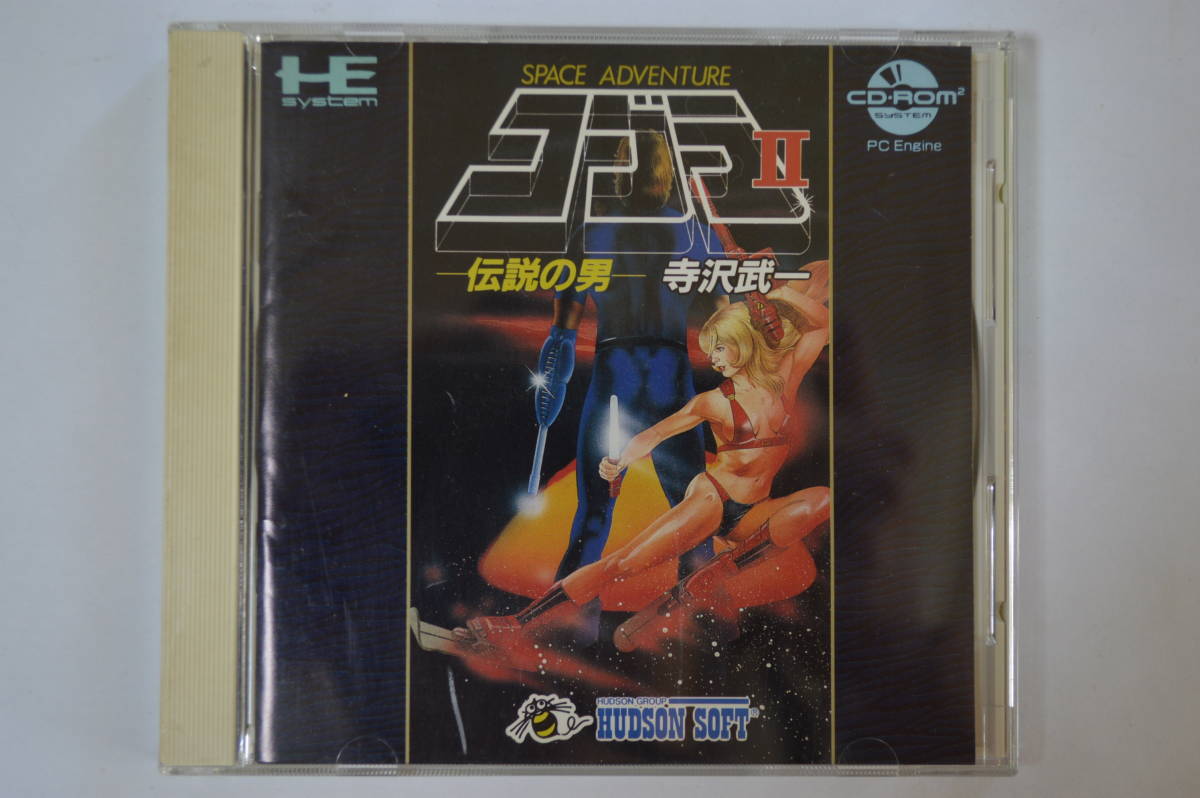 HE
system
SPACE ADVENTURE
コブラ II
伝説の男
寺沢武一
CD·ROM²
SYSTEM
PC Engine
HUDSON GROUP
HUDSON SOFT®